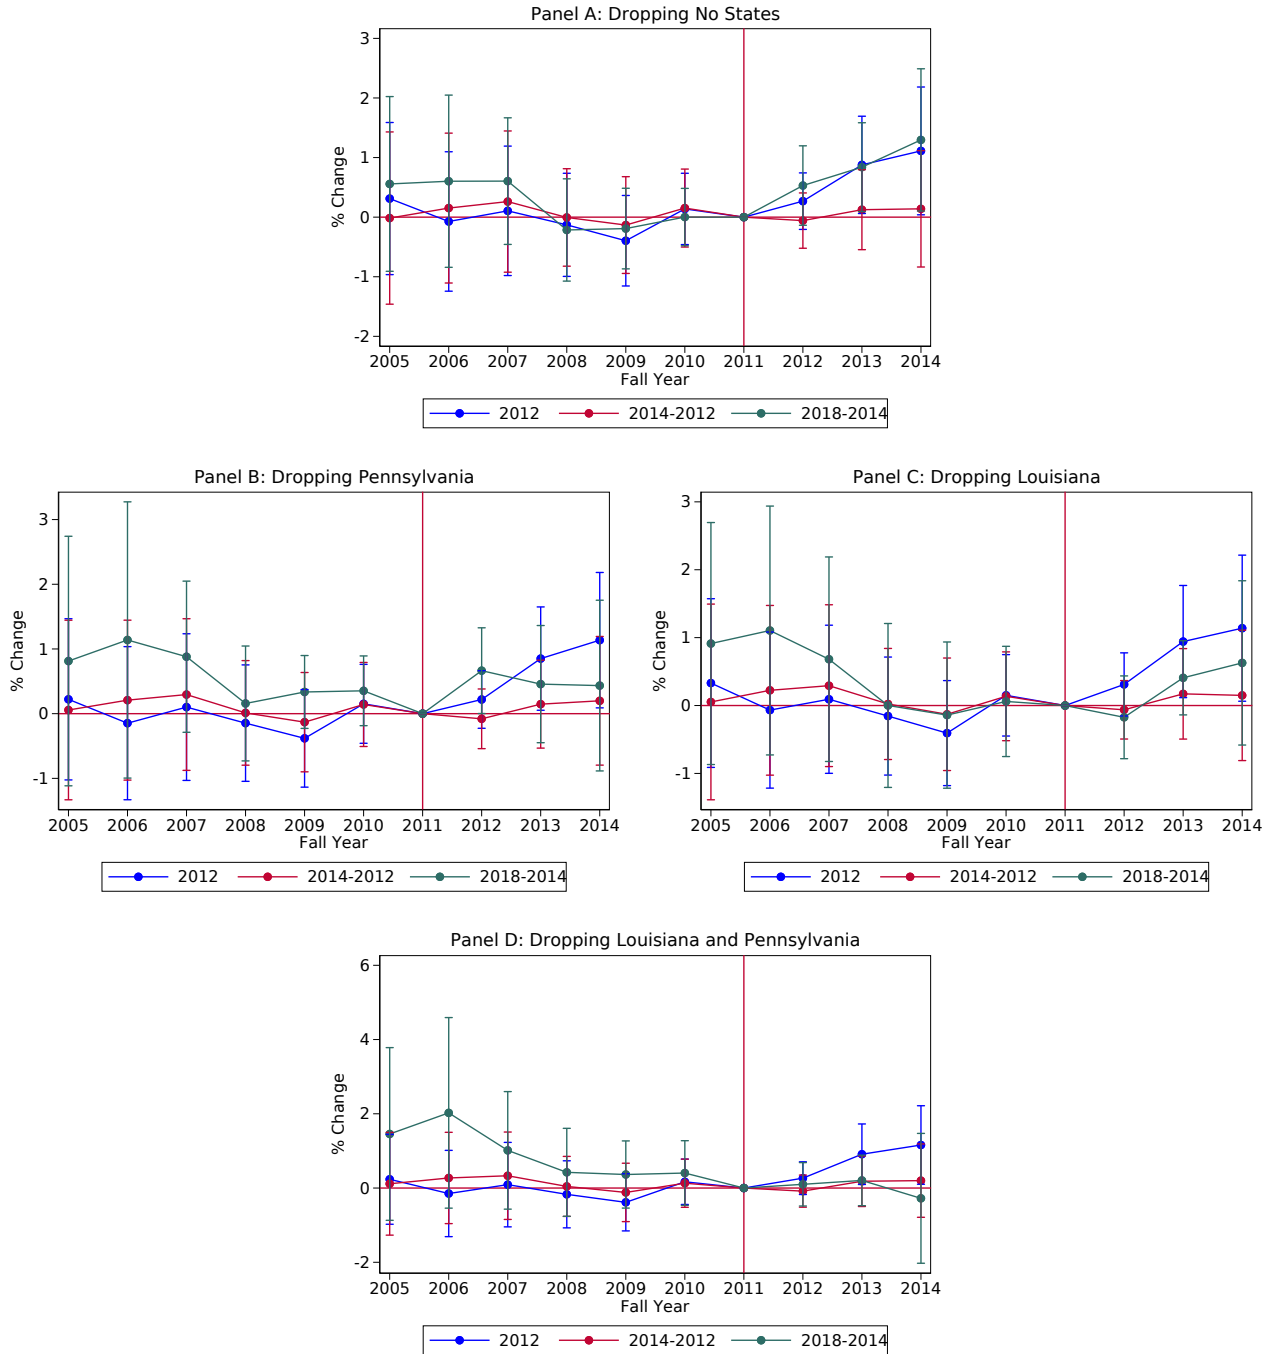 Panel A: Dropping No States
% Change
3
2
1
0
-1
-2
2005 2006 2007 2008 2009 2010 2011 2012 2013 2014
Fall Year
2012 2014-2012 2018-2014
Panel B: Dropping Pennsylvania
% Change
3
2
1
0
-1
2005 2006 2007 2008 2009 2010 2011 2012 2013 2014
Fall Year
2012 2014-2012 2018-2014
Panel C: Dropping Louisiana
% Change
3
2
1
0
-1
2005 2006 2007 2008 2009 2010 2011 2012 2013 2014
Fall Year
2012 2014-2012 2018-2014
Panel D: Dropping Louisiana and Pennsylvania
% Change
6
4
2
0
-2
2005 2006 2007 2008 2009 2010 2011 2012 2013 2014
Fall Year
2012 2014-2012 2018-2014